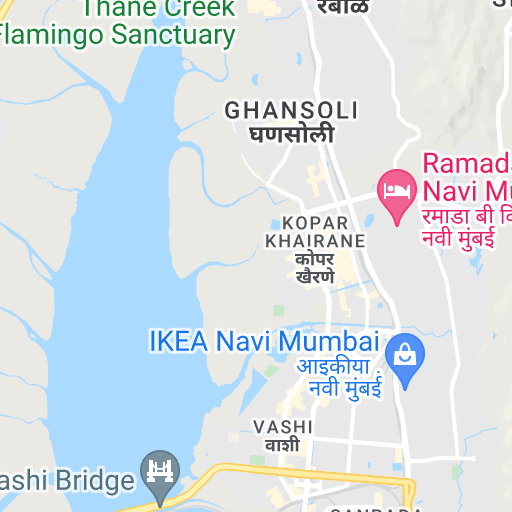 Thane Creek
Flamingo Sanctuary
रबाळे
GHANSOLI
घणसोली
Ramada
Navi Mu
रमाडा बी वि
नवी मुंबई
KOPAR
KHAIRANE
कोपर
खैरणे
IKEA Navi Mumbai
आइकीया
नवी मुंबई
VASHI
वाशी
ashi Bridge